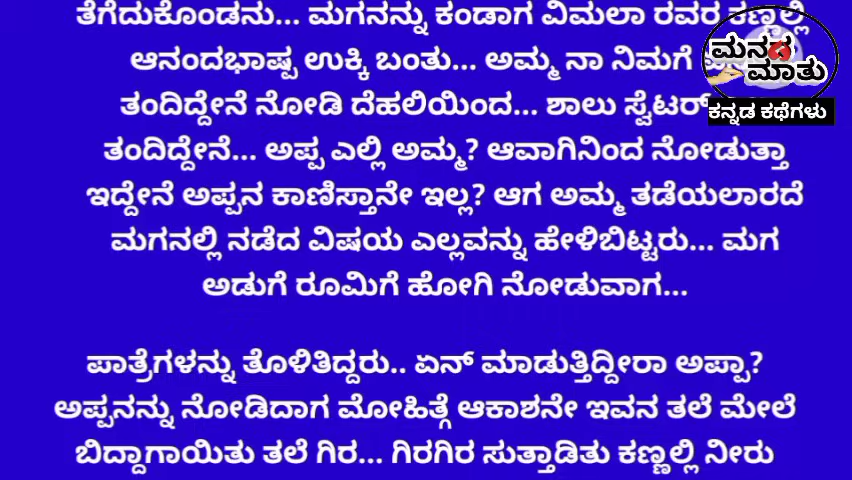 ತೆಗೆದುಕೊಂಡನು... ಮಗನನ್ನು ಕಂಡಾಗ ವಿಮಲಾ ರವರ ಕಣ್ಣಲ್ಲಿ
ಆನಂದಭಾಷ್ಪ ಉಕ್ಕಿ ಬಂತು... ಅಮ್ಮ ನಾ ನಿಮಗೆ
ತಂದಿದ್ದೇನೆ ನೋಡಿ ದೆಹಲಿಯಿಂದ... ಶಾಲು ಸ್ವೆಟರ್
ತಂದಿದ್ದೇನೆ... ಅಪ್ಪ ಎಲ್ಲಿ ಅಮ್ಮ? ಆವಾಗಿನಿಂದ ನೋಡುತ್ತಾ
ಇದ್ದೇನೆ ಅಪ್ಪನ ಕಾಣಿಸ್ತಾನೇ ಇಲ್ಲ? ಆಗ ಅಮ್ಮ ತಡೆಯಲಾರದೆ
ಮಗನಲ್ಲಿ ನಡೆದ ವಿಷಯ ಎಲ್ಲವನ್ನು ಹೇಳಿಬಿಟ್ಟರು... ಮಗ
ಅಡುಗೆ ರೂಮಿಗೆ ಹೋಗಿ ನೋಡುವಾಗ...
ಪಾತ್ರೆಗಳನ್ನು ತೊಳಿತಿದ್ದರು.. ಏನ್ ಮಾಡುತ್ತಿದ್ದೀರಾ ಅಪ್ಪಾ?
ಅಪ್ಪನನ್ನು ನೋಡಿದಾಗ ಮೋಹಿತ್ಗೆ ಆಕಾಶನೇ ಇವನ ತಲೆ ಮೇಲೆ
ಬಿದ್ದಾಗಾಯಿತು ತಲೆ ಗಿರ... ಗಿರಗಿರ ಸುತ್ತಾಡಿತು ಕಣ್ಣಲ್ಲಿ ನೀರು
ಮನದ
ಮಾತು
ಕನ್ನಡ ಕಥೆಗಳು